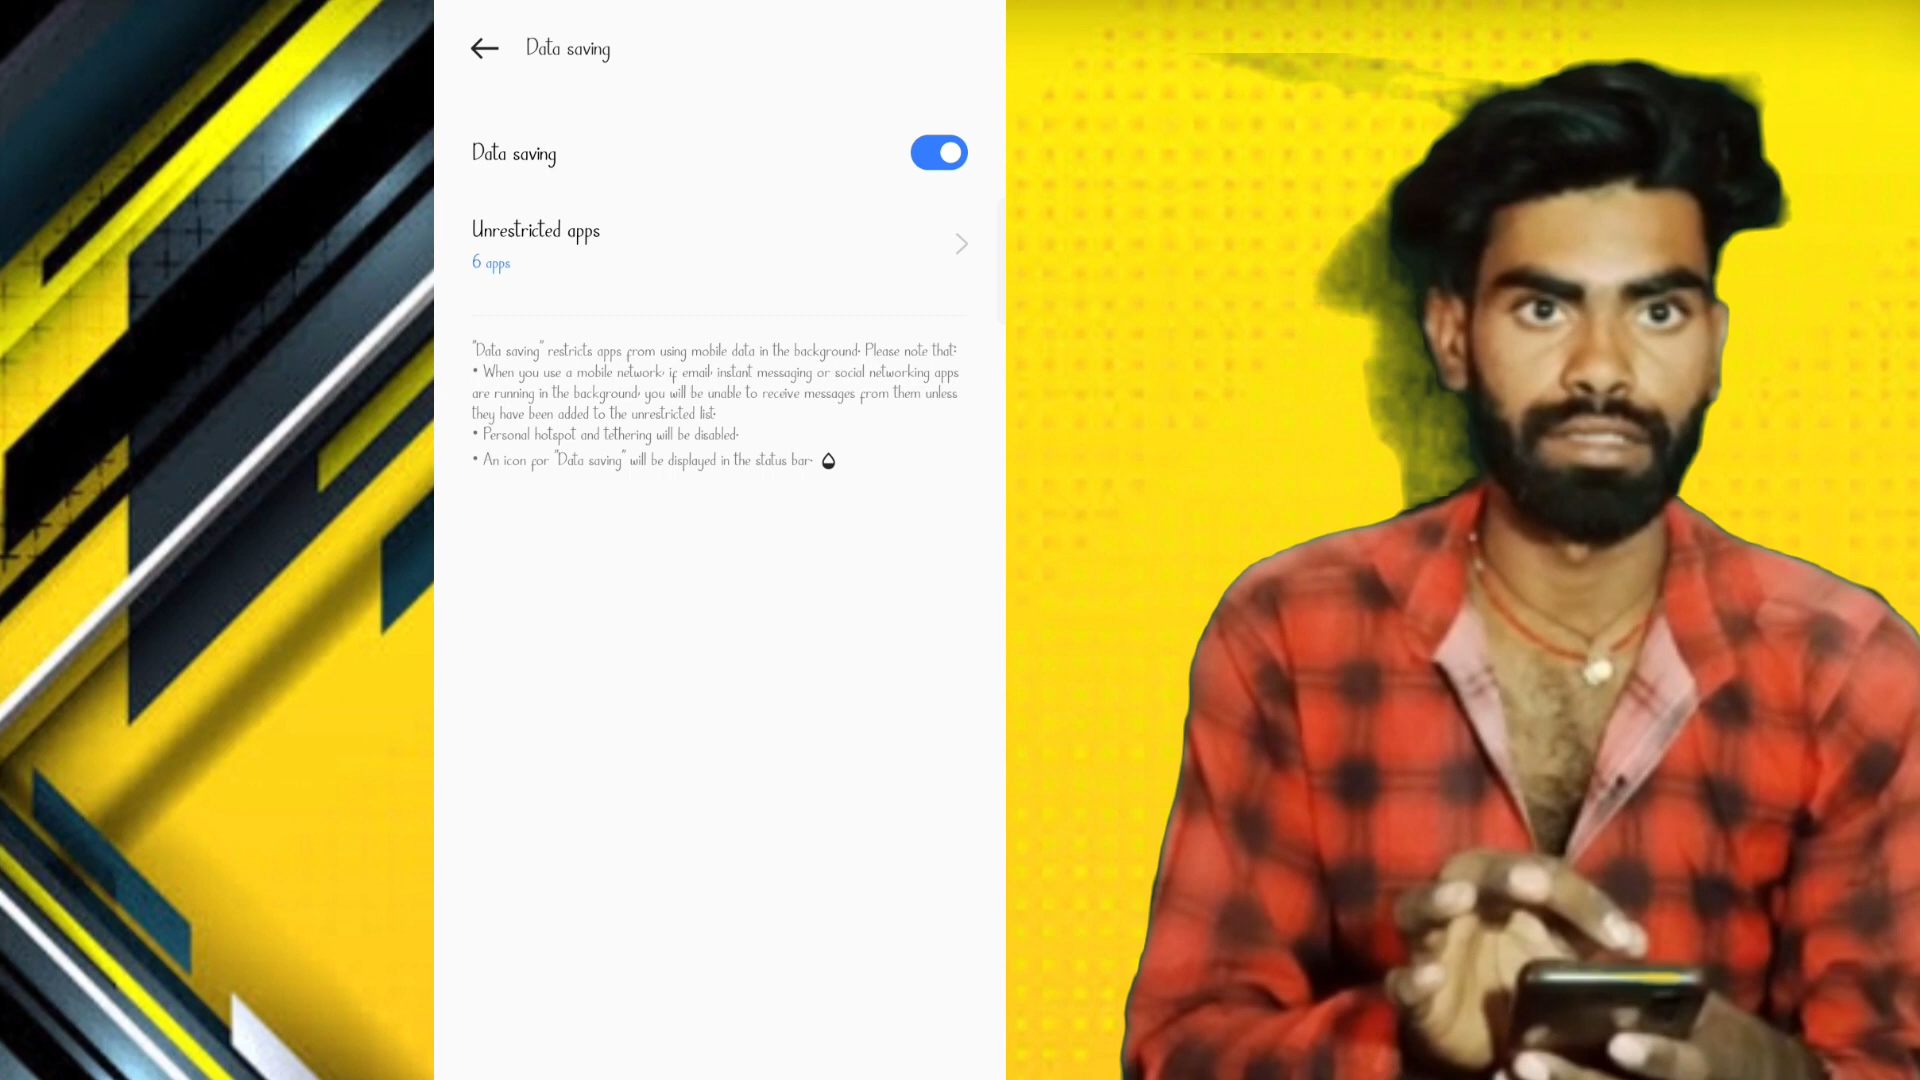 Data saving
Data saving
Unrestricted apps
6 apps
"Data saving" restricts apps from using mobile data in the background. Please note that:
• When you use a mobile network, if email, instant messaging or social networking apps
are running in the background, you will be unable to receive messages from them unless
they have been added to the unrestricted list.
• Personal hotspot and tethering will be disabled.
• An icon for "Data saving" will be displayed in the status bar.